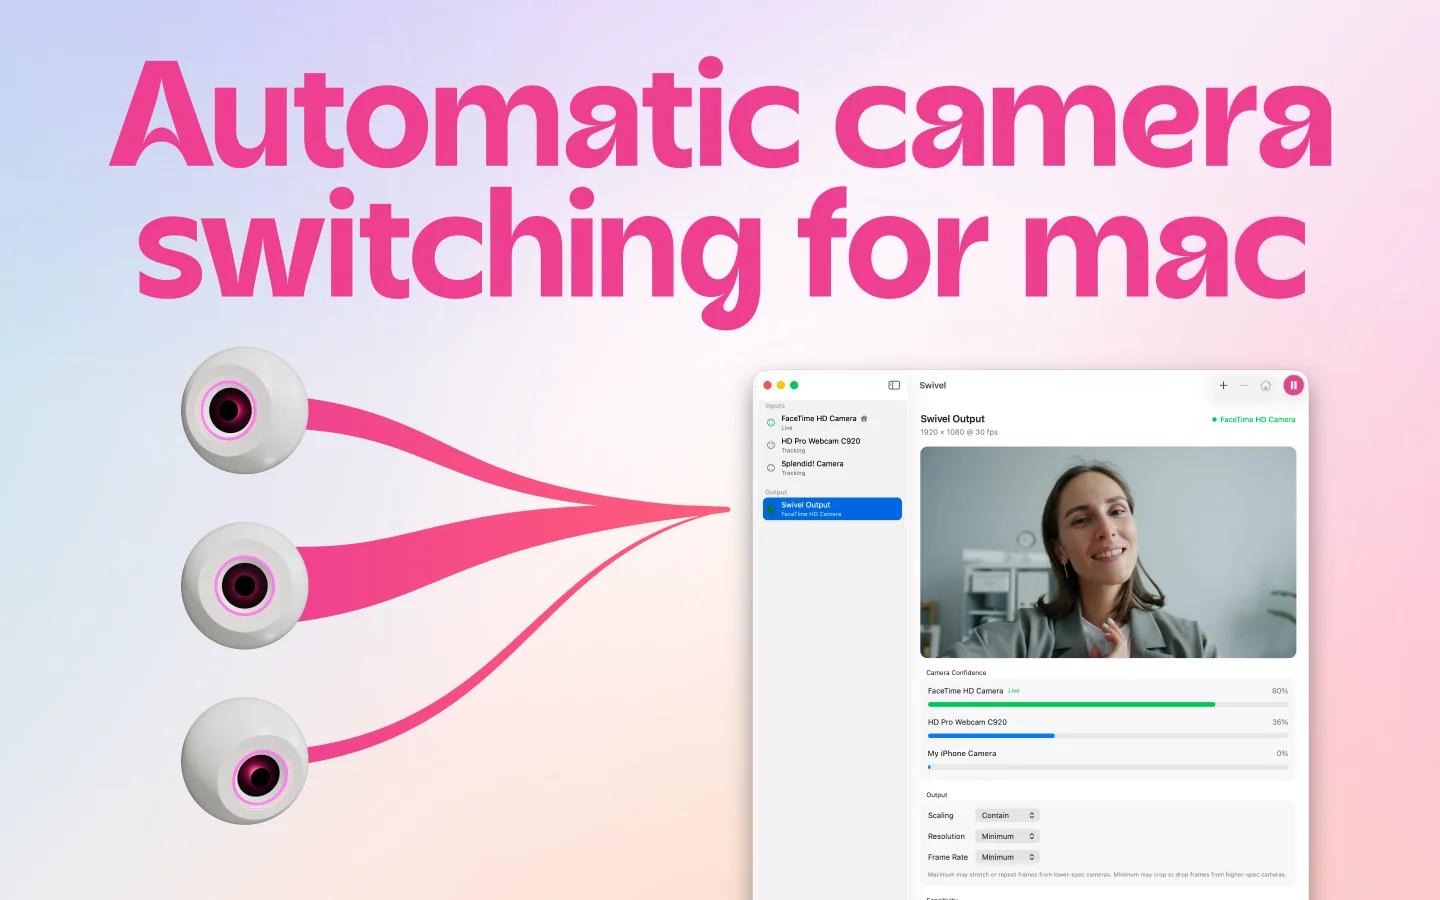 Automatic camera
switching for mac
Swivel
Inputs
FaceTime HD Camera
Live
HD Pro Webcam C920
Tracking
Splendid! Camera
Tracking
Output
Swivel Output
FaceTime HD Camera
Swivel Output
FaceTime HD Camera
1920 × 1080 @ 30 fps
Camera Confidence
FaceTime HD Camera Live 80%
HD Pro Webcam C920 36%
My iPhone Camera 0%
Output
Scaling Contain
Resolution Minimum
Frame Rate Minimum
Maximum may stretch or repeat frames from lower-spec cameras. Minimum may crop or drop frames from higher-spec cameras.